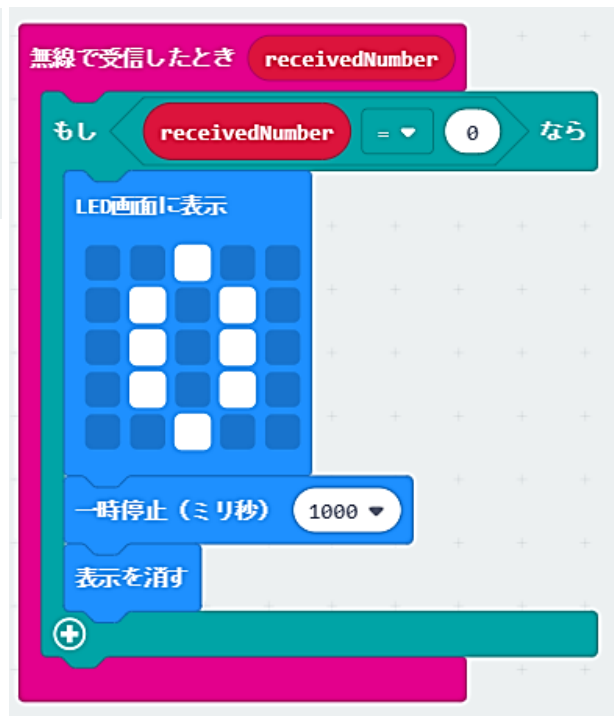 無線で受信したとき receivedNumber
もし receivedNumber = 0 なら
LED画面に表示
一時停止（ミリ秒） 1000
表示を消す